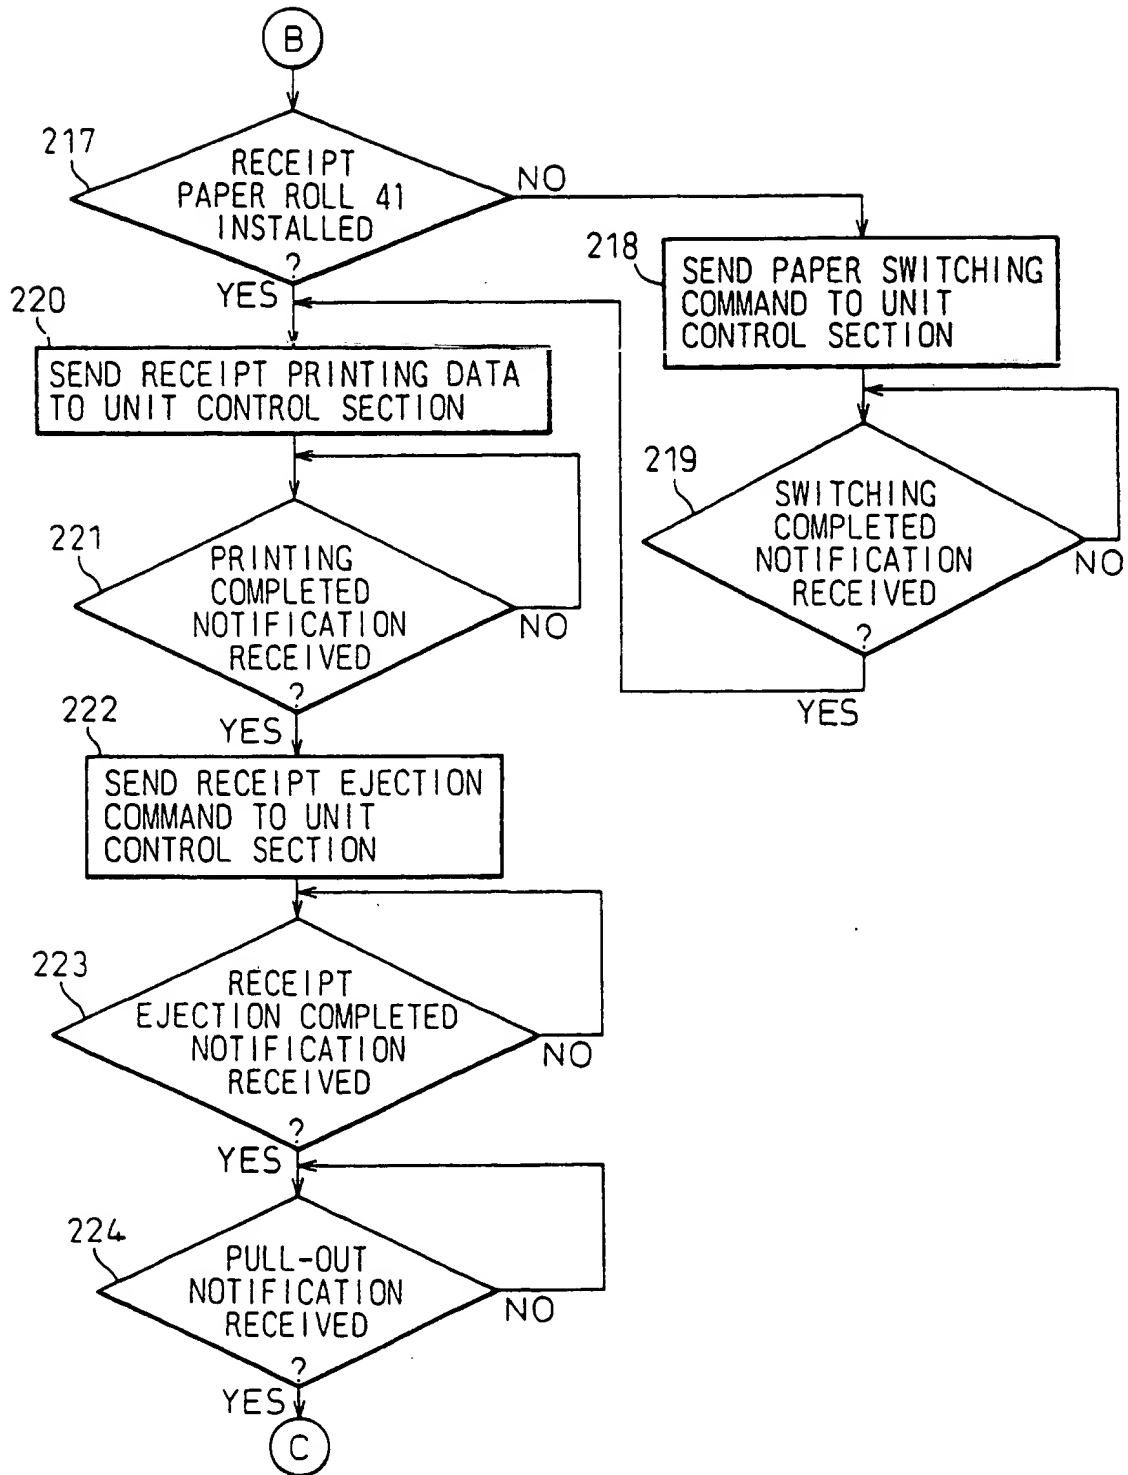 B
217
RECEIPT
PAPER ROLL 41
INSTALLED
?
NO
YES
218
SEND PAPER SWITCHING
COMMAND TO UNIT
CONTROL SECTION
219
SWITCHING
COMPLETED
NOTIFICATION
RECEIVED
?
NO
YES
220
SEND RECEIPT PRINTING DATA
TO UNIT CONTROL SECTION
221
PRINTING
COMPLETED
NOTIFICATION
RECEIVED
?
NO
YES
222
SEND RECEIPT EJECTION
COMMAND TO UNIT
CONTROL SECTION
223
RECEIPT
EJECTION COMPLETED
NOTIFICATION
RECEIVED
?
NO
YES
224
PULL-OUT
NOTIFICATION
RECEIVED
?
NO
YES
C